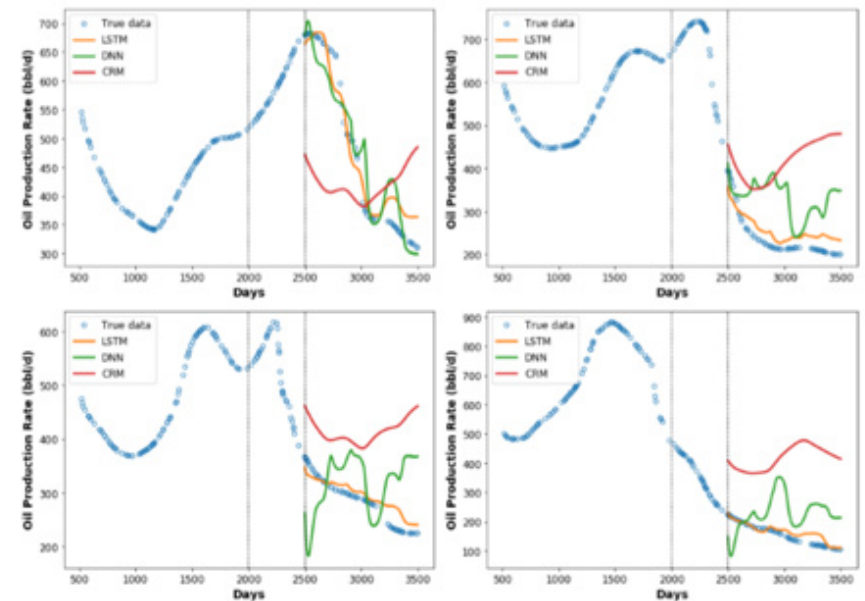 700
650
600
550
500
450
400
350
300
Oil Production Rate (bbl/d)
True data
LSTM
DNN
CRM
500 1000 1500 2000 2500 3000 3500
Days
700
600
500
400
300
200
Oil Production Rate (bbl/d)
True data
LSTM
DNN
CRM
500 1000 1500 2000 2500 3000 3500
Days
600
500
400
300
200
Oil Production Rate (bbl/d)
True data
LSTM
DNN
CRM
500 1000 1500 2000 2500 3000 3500
Days
900
800
700
600
500
400
300
200
100
Oil Production Rate (bbl/d)
True data
LSTM
DNN
CRM
500 1000 1500 2000 2500 3000 3500
Days